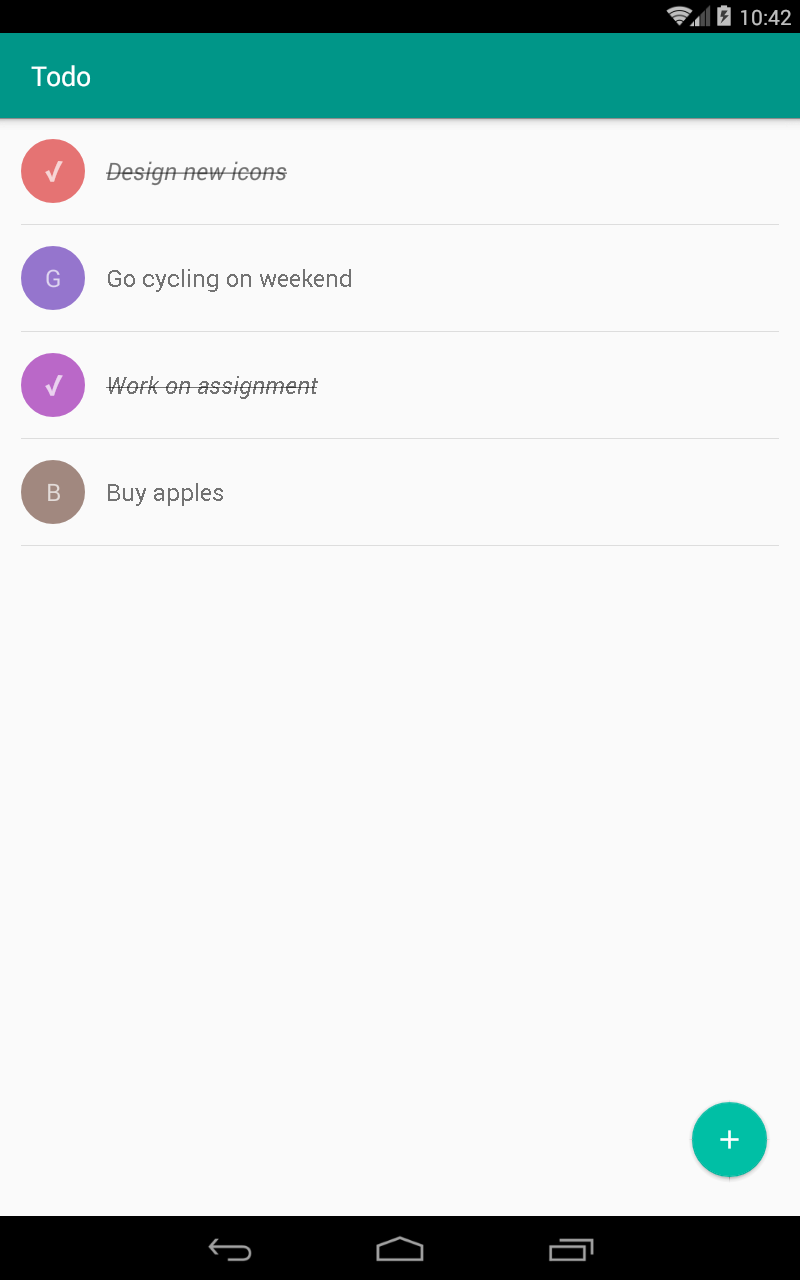 10:42
Todo
✓ Design new icons
G Go cycling on weekend
✓ Work on assignment
B Buy apples
+